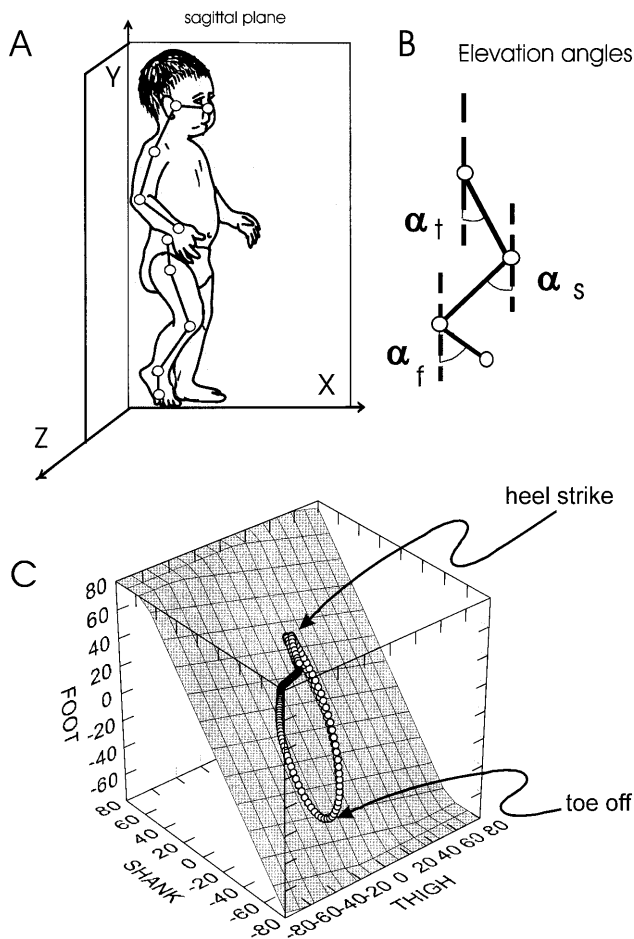 sagittal plane
A
Y
X
Z
B
Elevation angles
α t
α s
α f
C
heel strike
toe off
80
60
40
20
0
-20
-40
-60
FOOT
80
60
40
20
0
-20
-40
-60
-80
SHANK
-80-60-40-20 0 20 40 60 80
THIGH